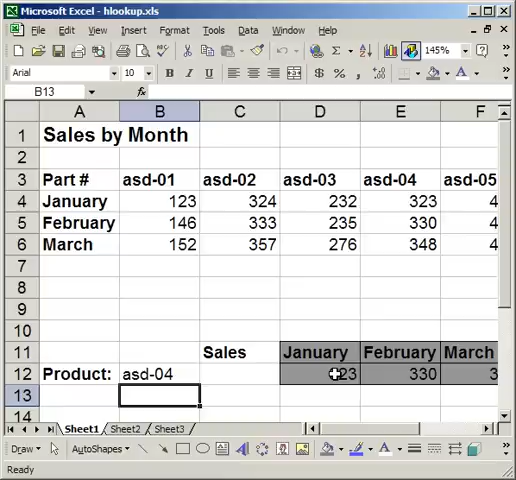 Microsoft Excel - hlookup.xls
File Edit View Insert Format Tools Data Window Help
145%
Arial 10 B I U $ % ,
B13 fx
A B C D E F
1 Sales by Month
2
3 Part # asd-01 asd-02 asd-03 asd-04 asd-05
4 January 123 324 232 323 4
5 February 146 333 235 330 4
6 March 152 357 276 348 4
7
8
9
10
11 Sales January February March
12 Product: asd-04 23 330 3
13
14
Sheet1 Sheet2 Sheet3
Draw AutoShapes
Ready